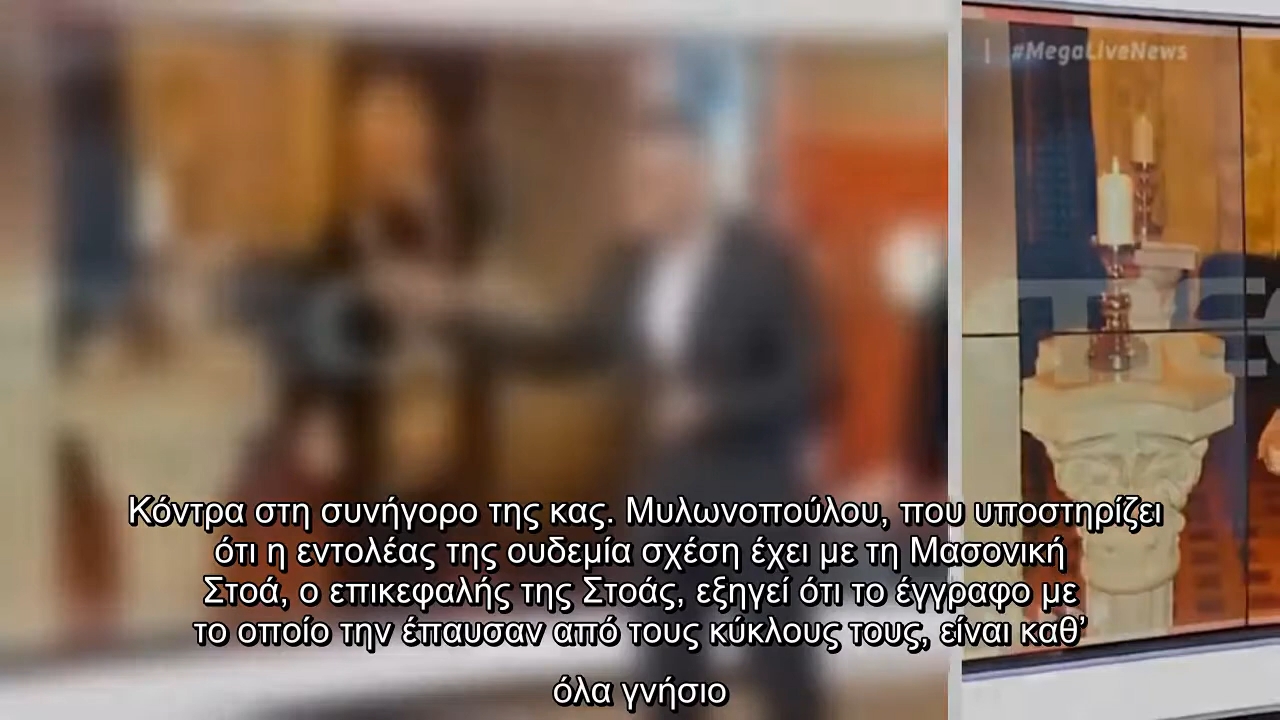 #MegaLiveNews
Κόντρα στη συνήγορο της κας. Μυλωνοπούλου, που υποστηρίζει
ότι η εντολέας της ουδεμία σχέση έχει με τη Μασονική
Στοά, ο επικεφαλής της Στοάς, εξηγεί ότι το έγγραφο με
το οποίο την έπαυσαν από τους κύκλους τους, είναι καθ’
όλα γνήσιο